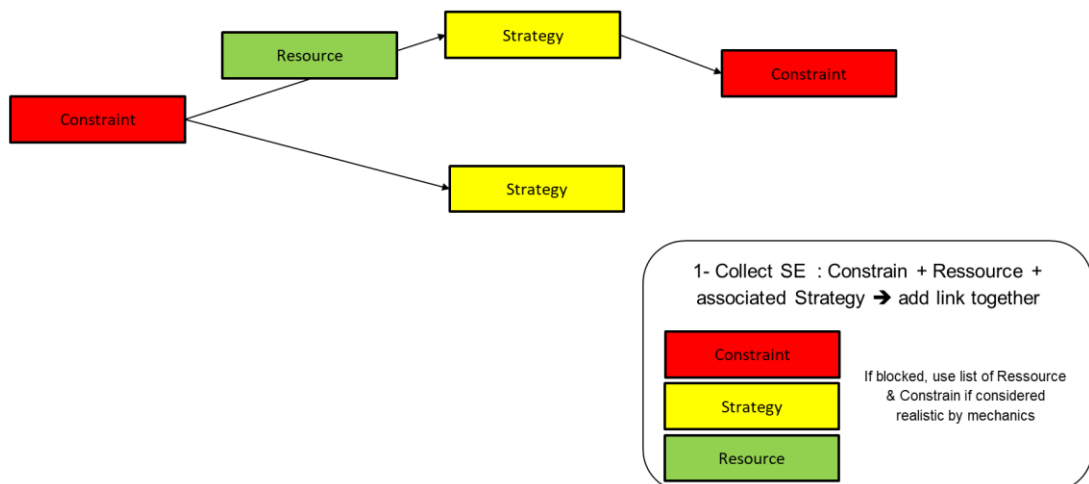 Strategy
Resource
Constraint
Constraint
Strategy
1- Collect SE : Constrain + Ressource +
associated Strategy ➔ add link together
Constraint
If blocked, use list of Ressource
& Constrain if considered
realistic by mechanics
Strategy
Resource